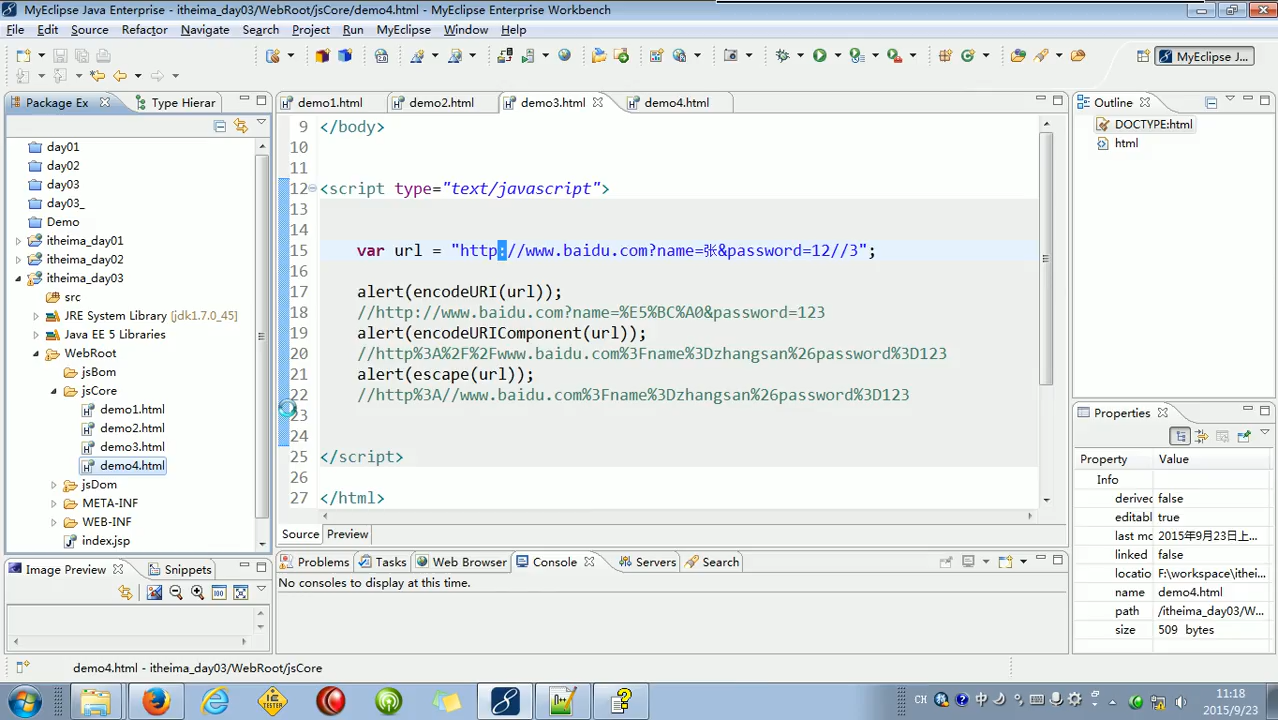 MyEclipse Java Enterprise - itheima_day03/WebRoot/jsCore/demo4.html - MyEclipse Enterprise Workbench
File Edit Source Refactor Navigate Search Project Run MyEclipse Window Help
MyEclipse J...
Package Ex
Type Hierar
demo1.html
demo2.html
demo3.html
demo4.html
Outline
day01
day02
day03
day03_
Demo
itheima_day01
itheima_day02
itheima_day03
src
JRE System Library [jdk1.7.0_45]
Java EE 5 Libraries
WebRoot
jsBom
jsCore
demo1.html
demo2.html
demo3.html
demo4.html
jsDom
META-INF
WEB-INF
index.jsp
9 </body>
10
11
12 <script type="text/javascript">
13
14
15 var url = "http://www.baidu.com?name=张&password=12//3";
16
17 alert(encodeURI(url));
18 //http://www.baidu.com?name=%E5%BC%A0&password=123
19 alert(encodeURIComponent(url));
20 //http%3A%2F%2Fwww.baidu.com%3Fname%3Dzhangsan%26password%3D123
21 alert(escape(url));
22 //http%3A//www.baidu.com%3Fname%3Dzhangsan%26password%3D123
23
24
25 </script>
26
27 </html>
Source Preview
DOCTYPE:html
html
Properties
Property Value
Info
derived false
editabl true
last mo 2015年9月23日上...
linked false
locatio F:\workspace\ithei...
name demo4.html
path /itheima_day03/W...
size 509 bytes
Image Preview
Snippets
Problems Tasks Web Browser Console Servers Search
No consoles to display at this time.
demo4.html - itheima_day03/WebRoot/jsCore
CH
中
11:18
2015/9/23